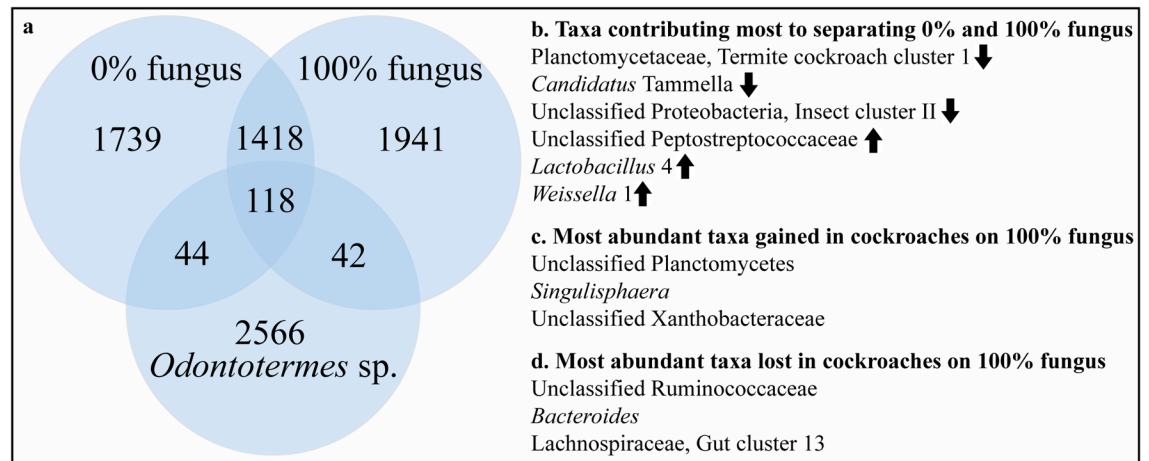 a
0% fungus
100% fungus
1739
1418
1941
118
44
42
2566
Odontotermes sp.
b. Taxa contributing most to separating 0% and 100% fungus
Planctomycetaceae, Termite cockroach cluster 1
Candidatus Tammella
Unclassified Proteobacteria, Insect cluster II
Unclassified Peptostreptococcaceae
Lactobacillus 4
Weissella 1
c. Most abundant taxa gained in cockroaches on 100% fungus
Unclassified Planctomycetes
Singulisphaera
Unclassified Xanthobacteraceae
d. Most abundant taxa lost in cockroaches on 100% fungus
Unclassified Ruminococcaceae
Bacteroides
Lachnospiraceae, Gut cluster 13